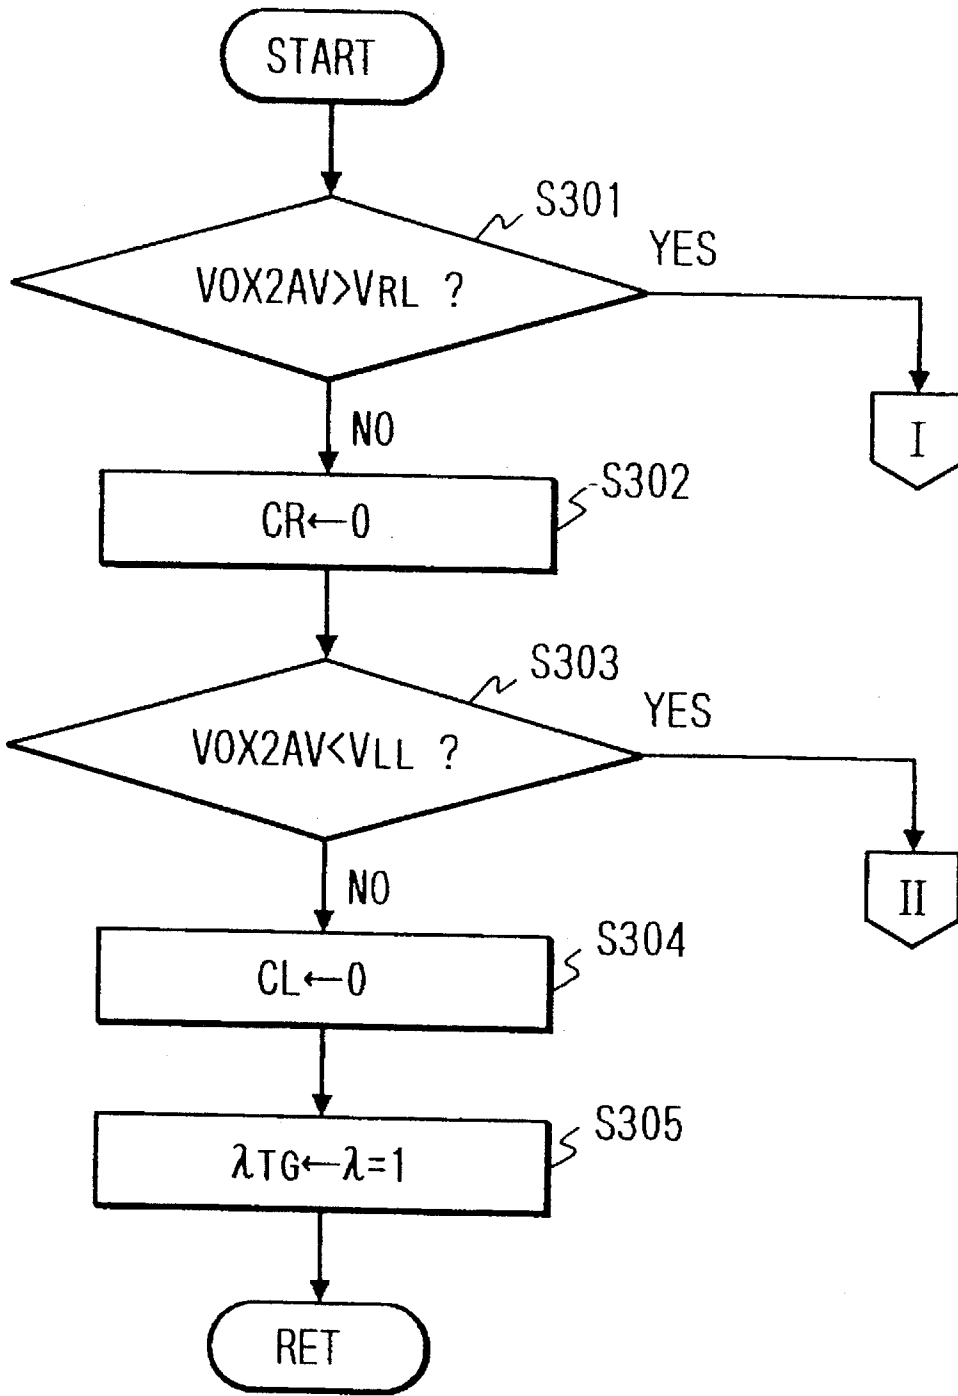 START
S301
YES
VOX2AV>VRL ?
I
NO
S302
CR←0
S303
YES
VOX2AV<VLL ?
II
NO
S304
CL←0
S305
λTG←λ=1
RET